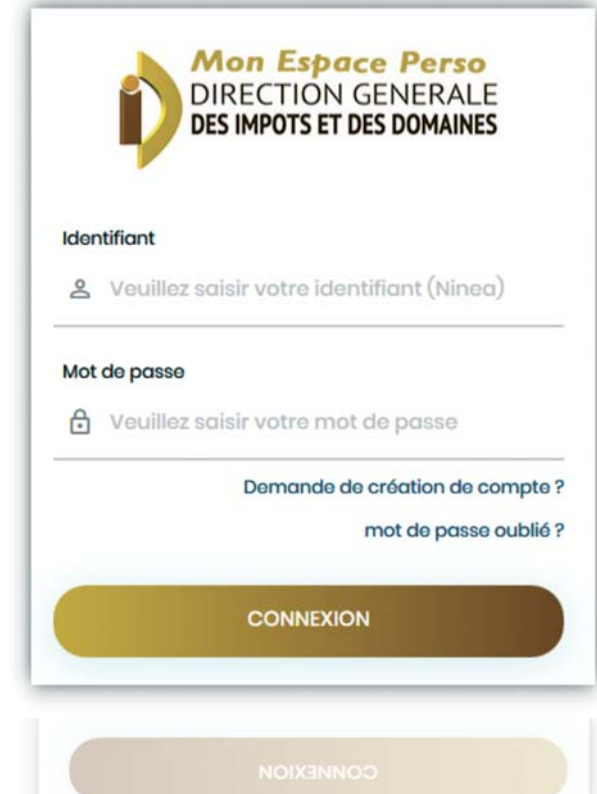 Mon Espace Perso
DIRECTION GENERALE
DES IMPOTS ET DES DOMAINES
Identifiant
Veuillez saisir votre identifiant (Ninea)
Mot de passe
Veuillez saisir votre mot de passe
Demande de création de compte ?
mot de passe oublié ?
CONNEXION
CONNEXION